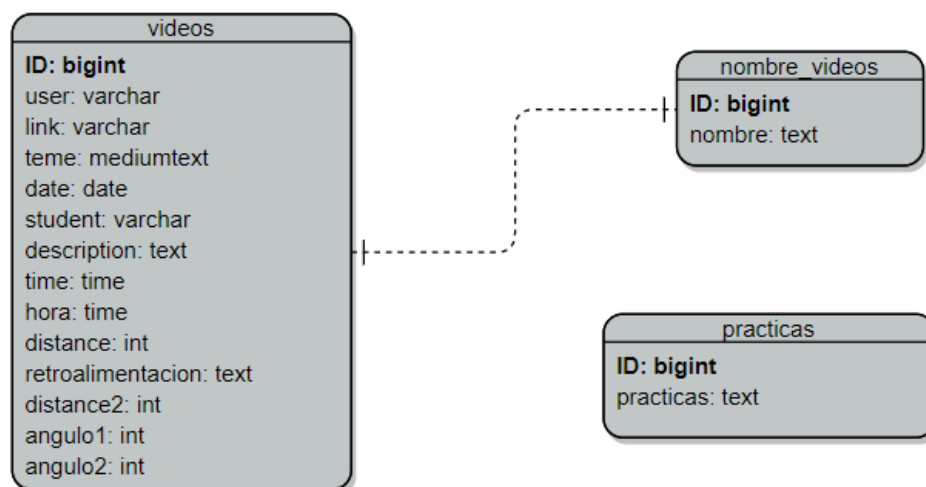 videos
ID: bigint
user: varchar
link: varchar
teme: mediumtext
date: date
student: varchar
description: text
time: time
hora: time
distance: int
retroalimentacion: text
distance2: int
angulo1: int
angulo2: int
nombre_videos
ID: bigint
nombre: text
practicas
ID: bigint
practicas: text